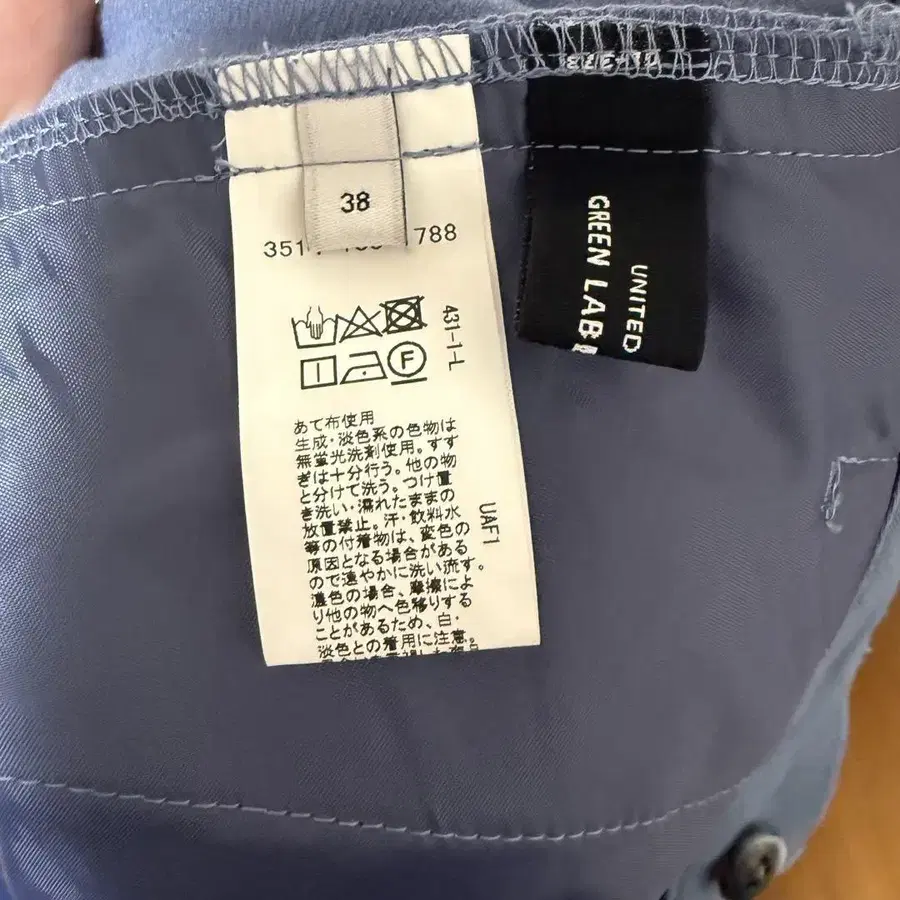 38
788
431-1-L
F
あて布使用
生成・淡色系の色物は
無蛍光洗剤使用。すす
ぎは十分行う。他の物
と分けて洗う。つけ置
き洗い・濡れたままの
放置禁止。汗・飲料水
等の付着物は、変色の
原因となる場合がある
ので速やかに洗い流す。
濃色の場合、摩擦によ
り他の物へ色移りする
ことがあるため、白・
淡色との着用に注意。
UAF1
UNITED
GREEN LAB